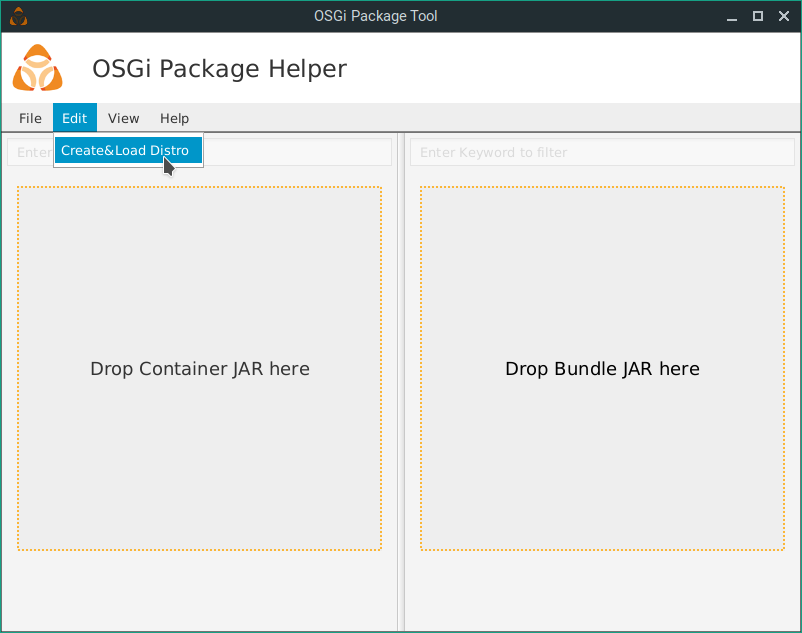 OSGi Package Tool
OSGi Package Helper
File Edit View Help
Create&Load Distro
Enter
Enter Keyword to filter
Drop Container JAR here
Drop Bundle JAR here